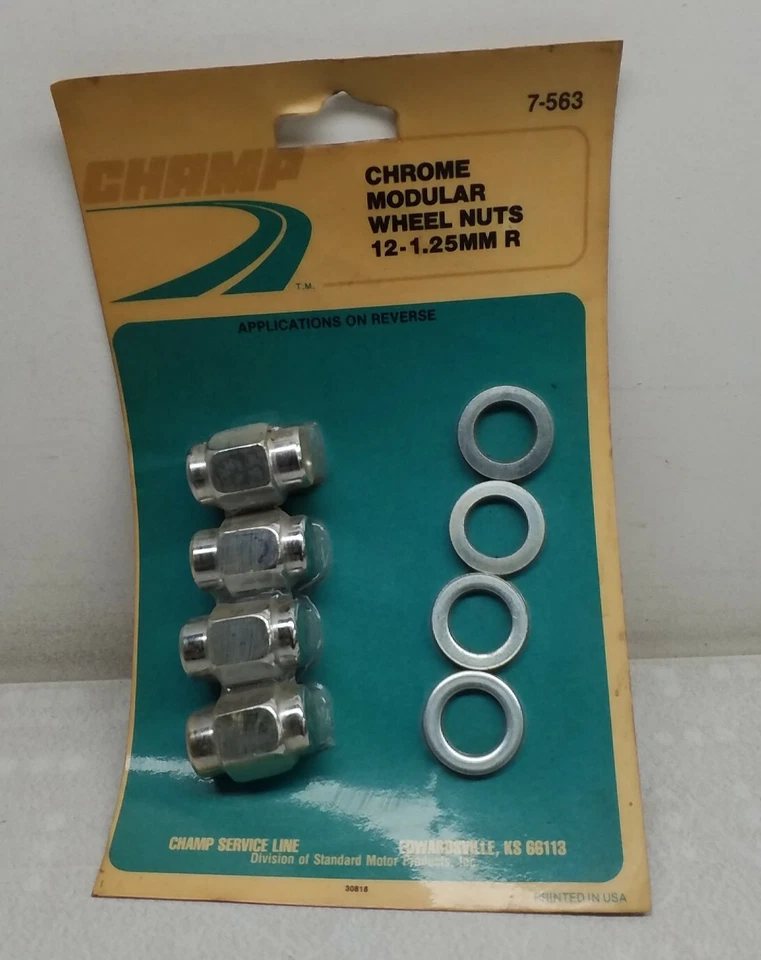 7-563
CHAMP
CHROME
MODULAR
WHEEL NUTS
12-1.25MM R
T.M.
APPLICATIONS ON REVERSE
CHAMP SERVICE LINE EDWARDSVILLE, KS 66113
Division of Standard Motor Products, Inc.
30818
PRINTED IN USA